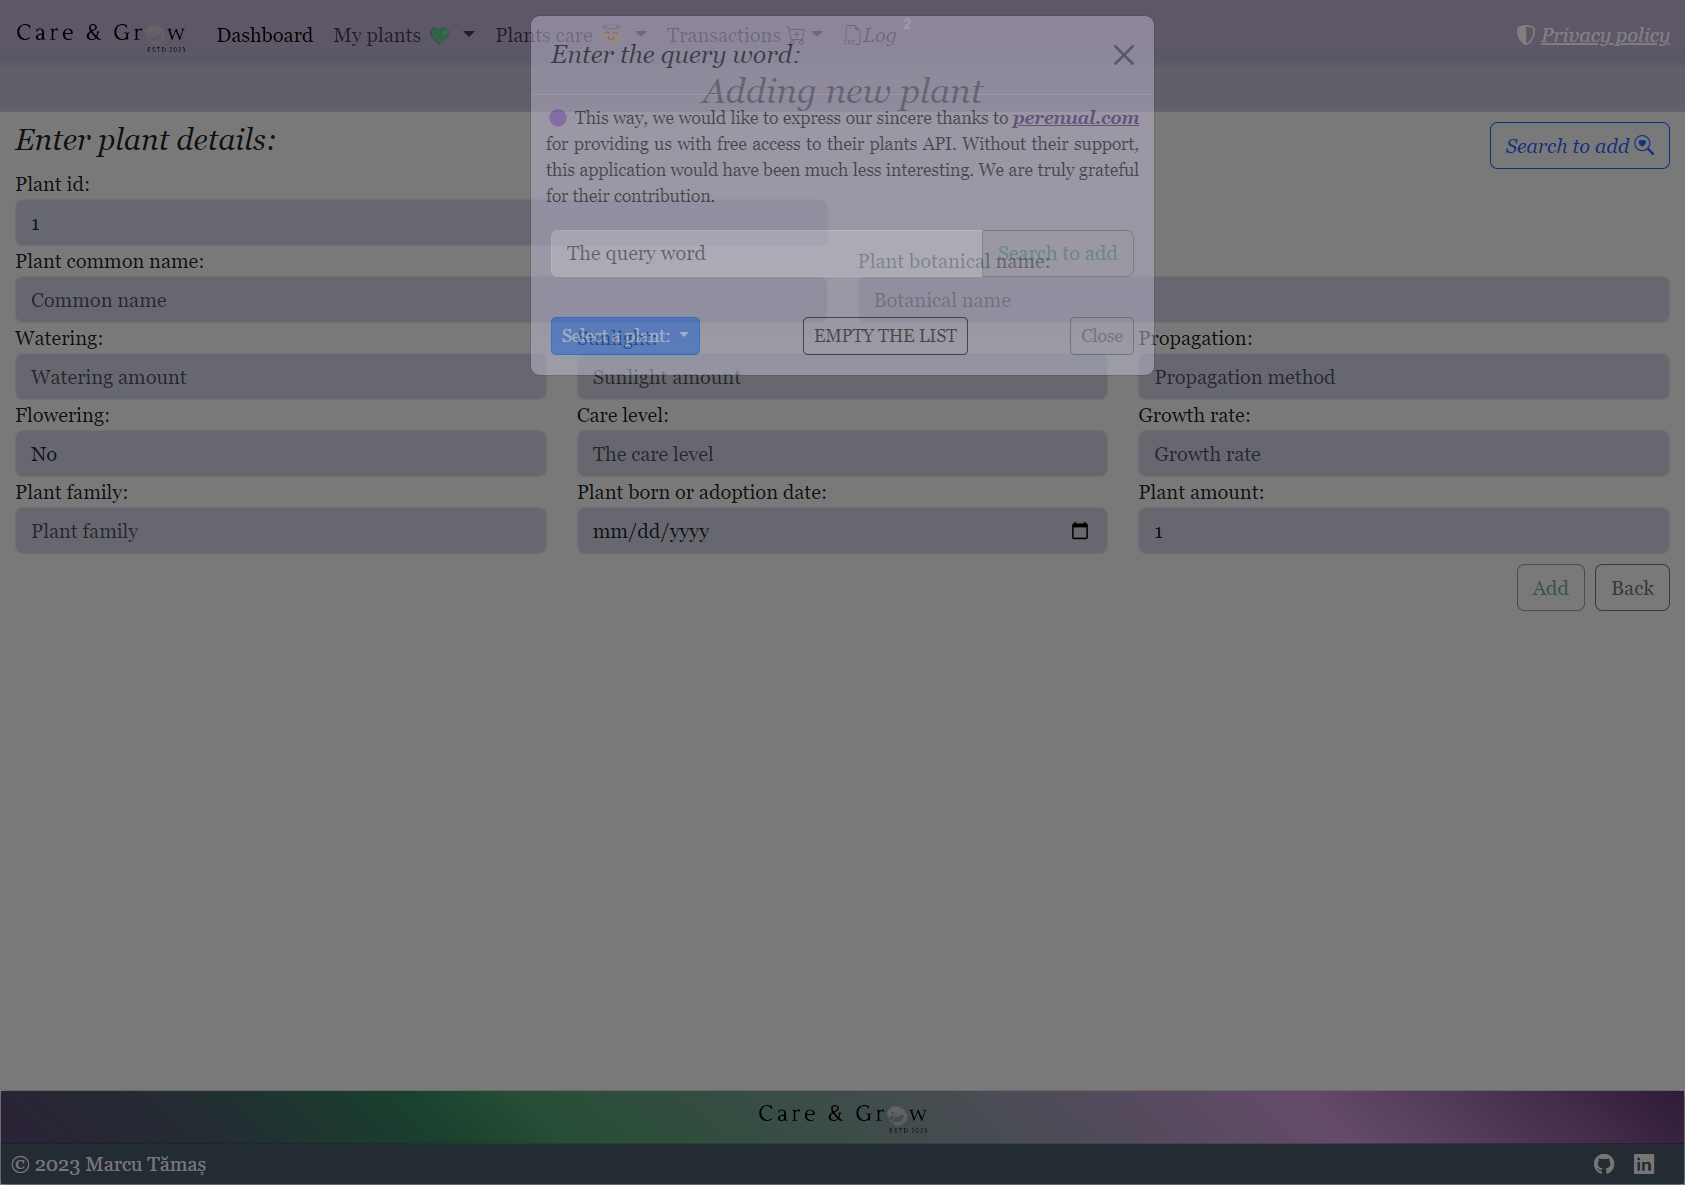 Care & Grow
ESTD 2023
Dashboard
My plants
Plants care
Transactions
Log
2
Privacy policy
Adding new plant
Enter the query word:
This way, we would like to express our sincere thanks to perenual.com
for providing us with free access to their plants API. Without their support,
this application would have been much less interesting. We are truly grateful
for their contribution.
The query word
Search to add
Select a plant:
EMPTY THE LIST
Close
Enter plant details:
Search to add
Plant id:
1
Plant common name:
Plant botanical name:
Common name
Botanical name
Watering:
Sunlight:
Propagation:
Watering amount
Sunlight amount
Propagation method
Flowering:
Care level:
Growth rate:
No
The care level
Growth rate
Plant family:
Plant born or adoption date:
Plant amount:
Plant family
mm/dd/yyyy
1
Add
Back
Care & Grow
ESTD 2023
© 2023 Marcu Tămaș